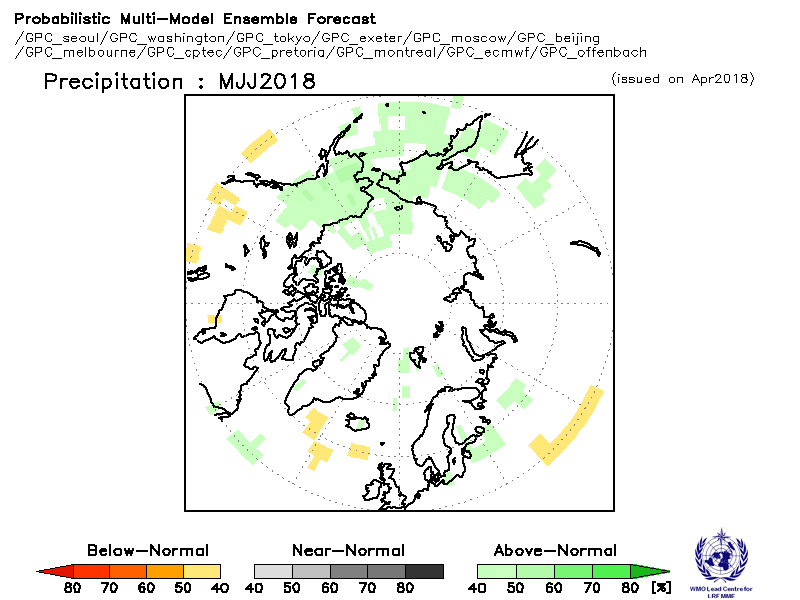 Probabilistic Multi-Model Ensemble Forecast
/GPC_seoul/GPC_washington/GPC_tokyo/GPC_exeter/GPC_moscow/GPC_beijing
/GPC_melbourne/GPC_cptec/GPC_pretoria/GPC_montreal/GPC_ecmwf/GPC_offenbach
Precipitation : MJJ2018
(issued on Apr2018)
Below-Normal Near-Normal Above-Normal
80 70 60 50 40 40 50 60 70 80 40 50 60 70 80 [%]
WMO Lead Centre for
LRFMME